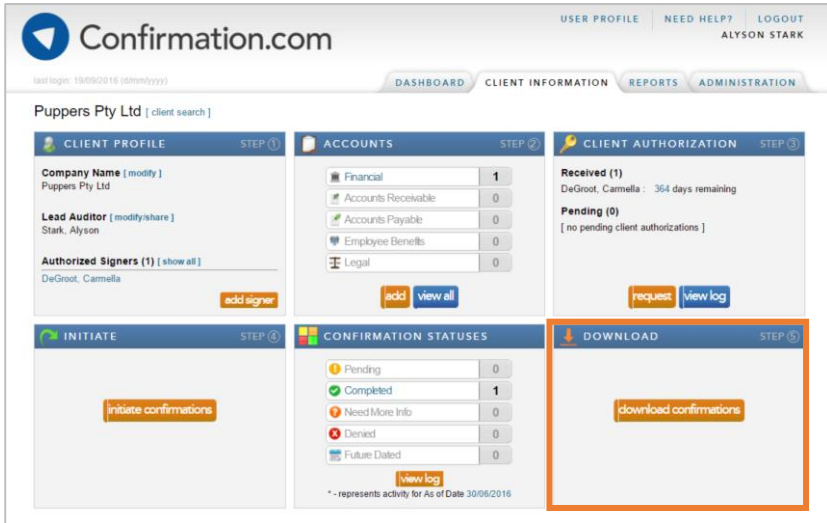 USER PROFILE NEED HELP? LOGOUT
ALYSON STARK
Confirmation.com
last login: 19/09/2016 (d/mm/yyyy)
DASHBOARD CLIENT INFORMATION REPORTS ADMINISTRATION
Puppers Pty Ltd [ client search ]
CLIENT PROFILE STEP 1
Company Name [ modify ]
Puppers Pty Ltd
Lead Auditor [ modify/share ]
Stark, Alyson
Authorized Signers (1) [ show all ]
DeGroot, Carmella
add signer
ACCOUNTS STEP 2
Financial 1
Accounts Receivable 0
Accounts Payable 0
Employee Benefits 0
Legal 0
add view all
CLIENT AUTHORIZATION STEP 3
Received (1)
DeGroot, Carmella : 364 days remaining
Pending (0)
[ no pending client authorizations ]
request view log
INITIATE STEP 4
initiate confirmations
CONFIRMATION STATUSES
Pending 0
Completed 1
Need More Info 0
Denied 0
Future Dated 0
view log
* - represents activity for As of Date 30/06/2016
DOWNLOAD STEP 5
download confirmations